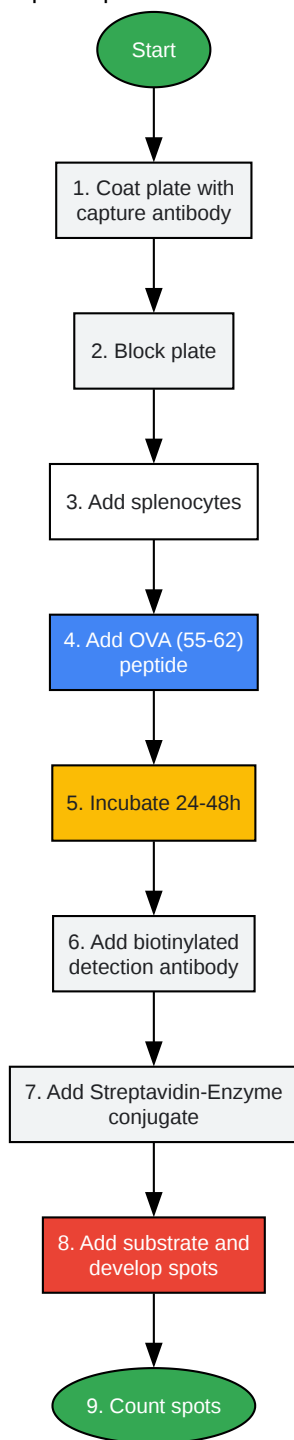 Start
1. Coat plate with
capture antibody
2. Block plate
3. Add splenocytes
4. Add OVA (55-62)
peptide
5. Incubate 24-48h
6. Add biotinylated
detection antibody
7. Add Streptavidin-Enzyme
conjugate
8. Add substrate and
develop spots
9. Count spots